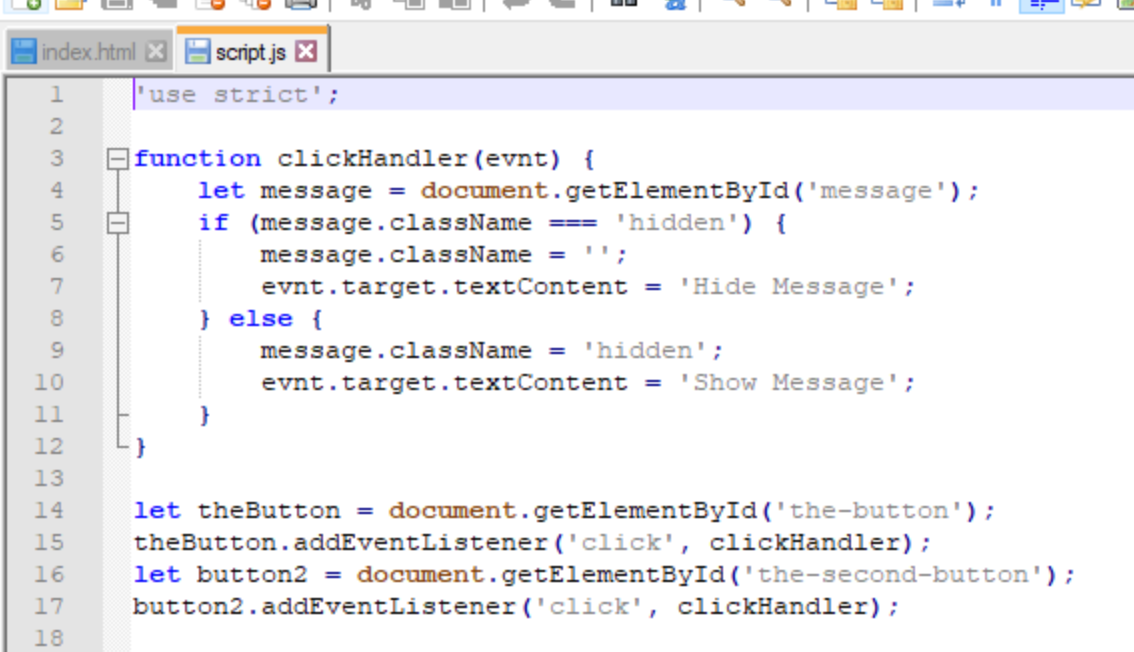 index.html script.js
1 'use strict';
2
3 function clickHandler(evnt) {
4     let message = document.getElementById('message');
5     if (message.className === 'hidden') {
6         message.className = '';
7         evnt.target.textContent = 'Hide Message';
8     } else {
9         message.className = 'hidden';
10         evnt.target.textContent = 'Show Message';
11     }
12 }
13
14 let theButton = document.getElementById('the-button');
15 theButton.addEventListener('click', clickHandler);
16 let button2 = document.getElementById('the-second-button');
17 button2.addEventListener('click', clickHandler);
18